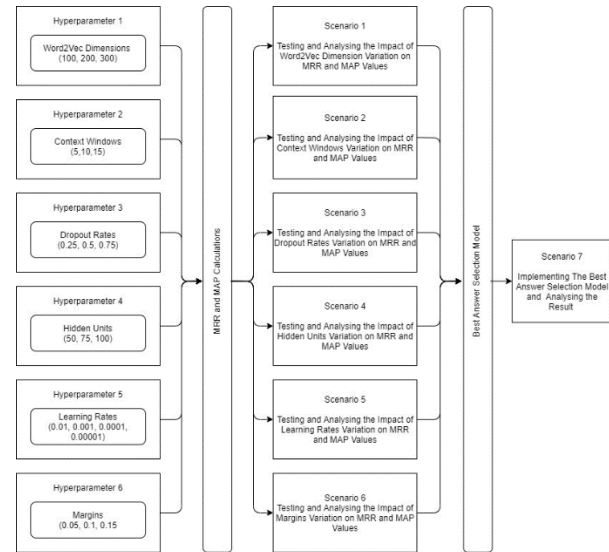 Hyperparameter 1
Word2Vec Dimensions
(100, 200, 300)
Hyperparameter 2
Context Windows
(5,10,15)
Hyperparameter 3
Dropout Rates
(0.25, 0.5, 0.75)
Hyperparameter 4
Hidden Units
(50, 75, 100)
Hyperparameter 5
Learning Rates
(0.01, 0.001, 0.0001,
0.00001)
Hyperparameter 6
Margins
(0.05, 0.1, 0.15
MRR and MAP Calculations
Scenario 1
Testing and Analysing the Impact of
Word2Vec Dimension Variation on
MRR and MAP Values
Scenario 2
Testing and Analysing the Impact of
Context Windows Variation on MRR
and MAP Values
Scenario 3
Testing and Analysing the Impact of
Dropout Rates Variation on MRR and
MAP Values
Scenario 4
Testing and Analysing the Impact of
Hidden Units Variation on MRR and
MAP Values
Scenario 5
Testing and Analysing the Impact of
Learning Rates Variation on MRR
and MAP Values
Scenario 6
Testing and Analysing the Impact of
Margins Variation on MRR and MAP
Values
Best Answer Selection Model
Scenario 7
Implementing The Best
Answer Selection Model
and Analysing the
Result